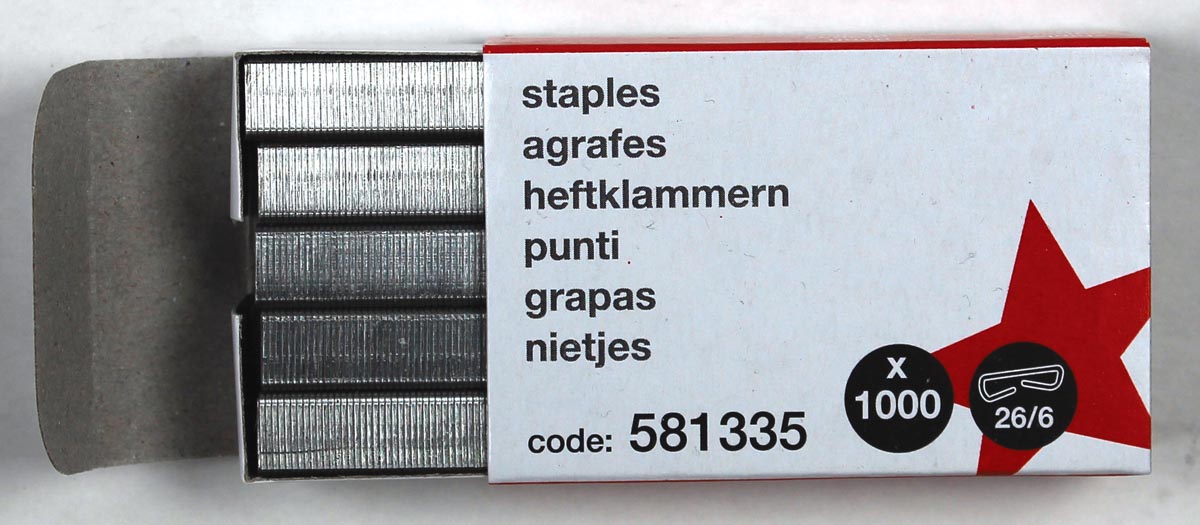 staples
agrafes
heftklammern
punti
grapas
nietjes
code: 581335
x
1000
26/6